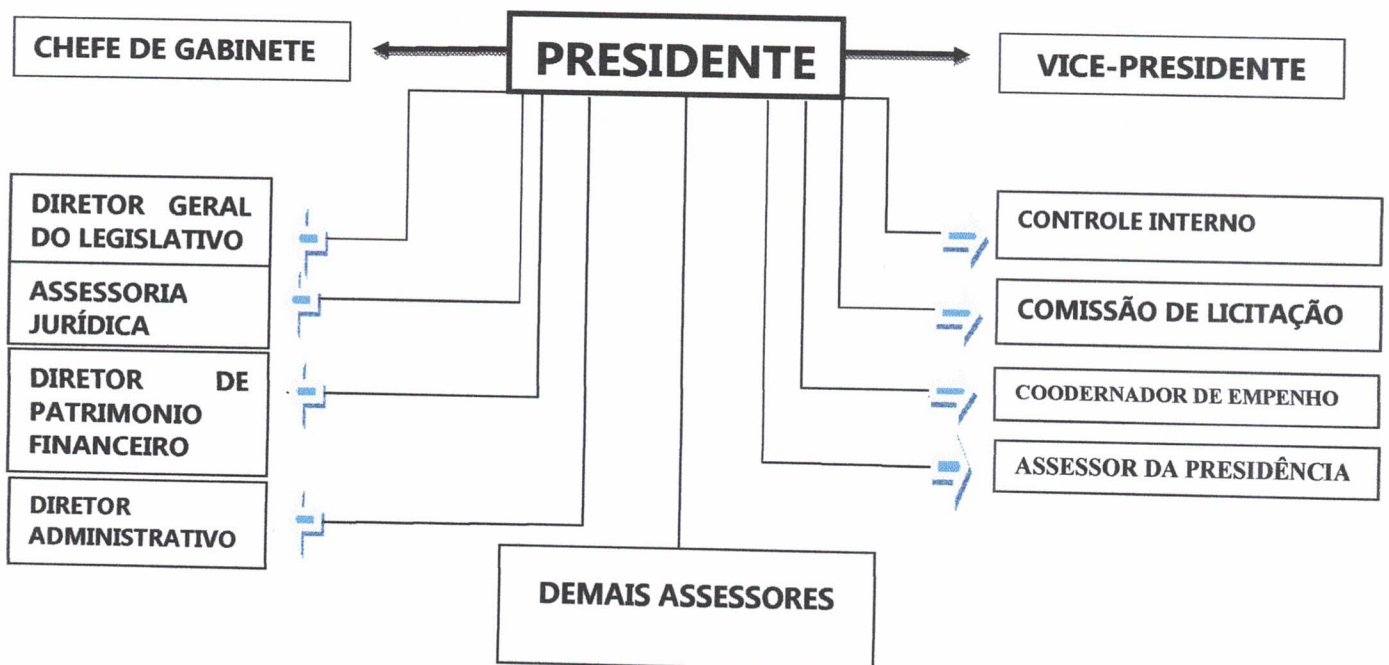 CHEFE DE GABINETE
PRESIDENTE
VICE-PRESIDENTE
DIRETOR GERAL
DO LEGISLATIVO
ASSESSORIA
JURÍDICA
DIRETOR DE
PATRIMONIO
FINANCEIRO
DIRETOR
ADMINISTRATIVO
CONTROLE INTERNO
COMISSÃO DE LICITAÇÃO
COODERNADOR DE EMPENHO
ASSESSOR DA PRESIDÊNCIA
DEMAIS ASSESSORES